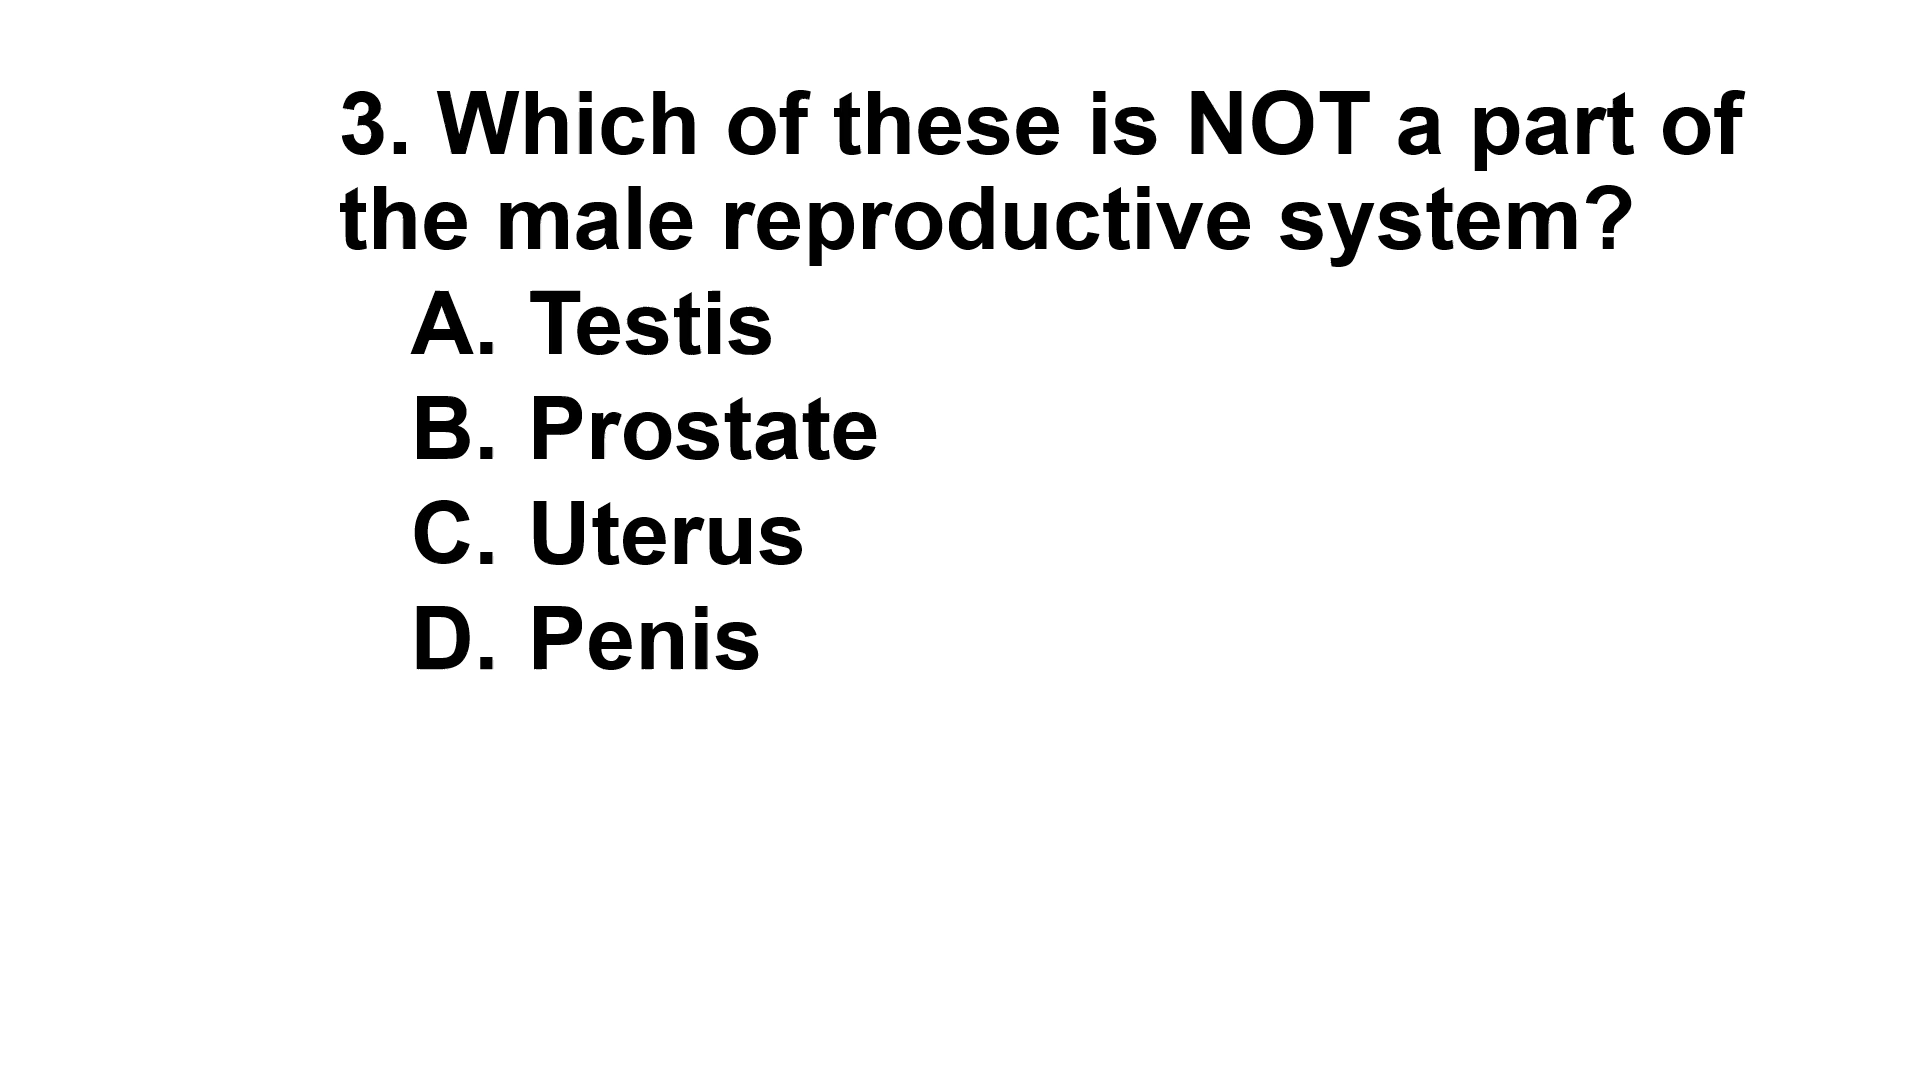 3. Which of these is NOT a part of
the male reproductive system?
A. Testis
B. Prostate
C. Uterus
D. Penis